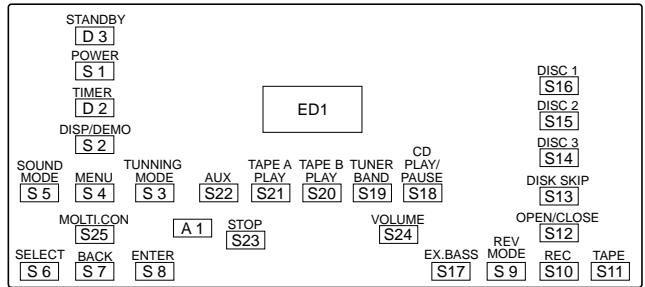 STANDBY
D 3
POWER
S 1
TIMER
D 2
DISP/DEMO
S 2
ED1
DISC 1
S16
DISC 2
S15
DISC 3
S14
DISK SKIP
S13
OPEN/CLOSE
S12
SOUND
MODE
S 5
MENU
S 4
TUNNING
MODE
S 3
AUX
S22
TAPE A
PLAY
S21
TAPE B
PLAY
S20
TUNER
BAND
S19
CD
PLAY/
PAUSE
S18
MOLTI.CON
S25
A 1
STOP
S23
VOLUME
S24
SELECT
S 6
BACK
S 7
ENTER
S 8
EX.BASS
S17
REV
MODE
S 9
REC
S10
TAPE
S11